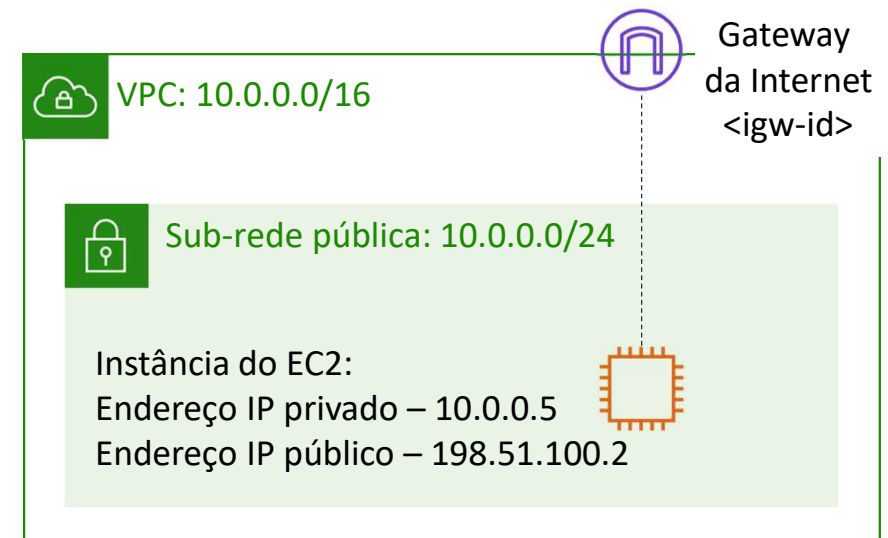 Gateway
da Internet
<igw-id>
VPC: 10.0.0.0/16
Sub-rede pública: 10.0.0.0/24
Instância do EC2:
Endereço IP privado – 10.0.0.5
Endereço IP público – 198.51.100.2